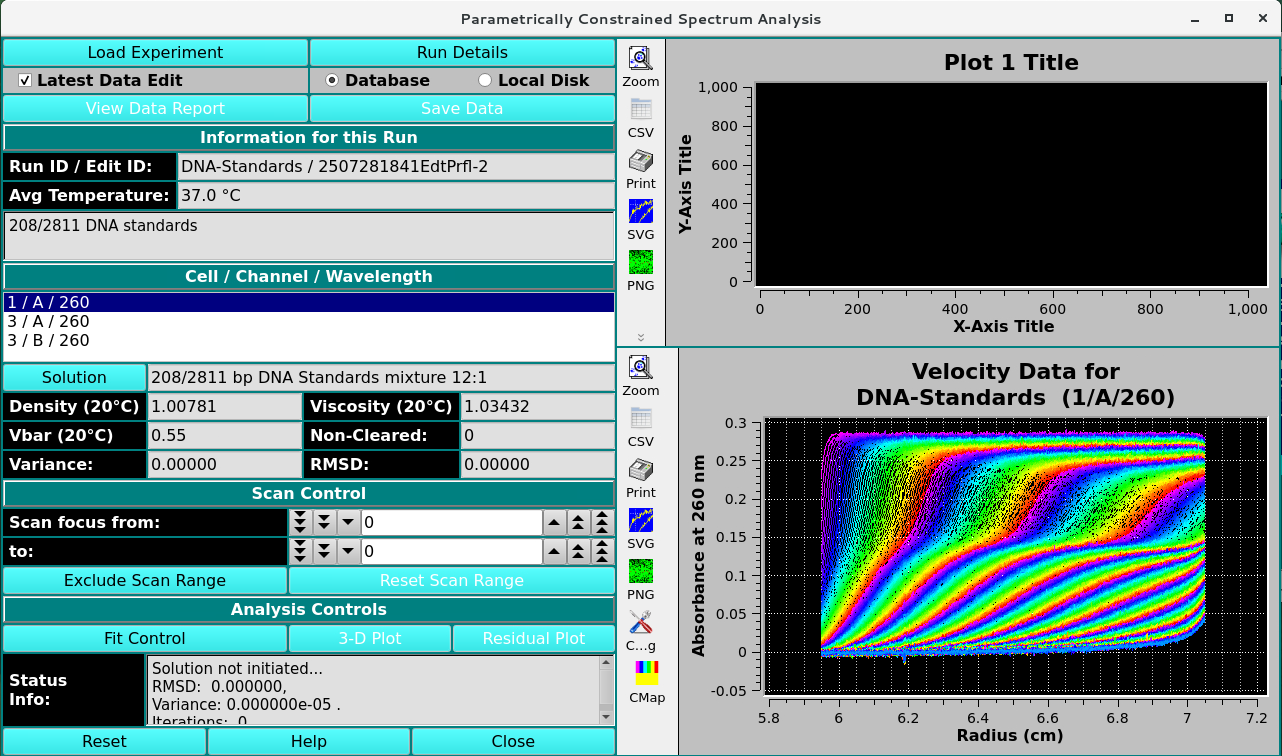 Parametrically Constrained Spectrum Analysis
Load Experiment
Run Details
Latest Data Edit
Database
Local Disk
View Data Report
Save Data
Information for this Run
Run ID / Edit ID:
DNA-Standards / 2507281841EdtPrfl-2
Avg Temperature:
37.0 °C
208/2811 DNA standards
Cell / Channel / Wavelength
1 / A / 260
3 / A / 260
3 / B / 260
Solution
208/2811 bp DNA Standards mixture 12:1
Density (20°C)
1.00781
Viscosity (20°C)
1.03432
Vbar (20°C)
0.55
Non-Cleared:
0
Variance:
0.00000
RMSD:
0.00000
Scan Control
Scan focus from:
0
to:
0
Exclude Scan Range
Reset Scan Range
Analysis Controls
Fit Control
3-D Plot
Residual Plot
Status
Info:
Solution not initiated...
RMSD:  0.000000,
Variance: 0.000000e-05 .
Iterations:  0
Reset
Help
Close
Zoom
CSV
Print
SVG
PNG
Plot 1 Title
Y-Axis Title
1,000
800
600
400
200
0
0
200
400
600
800
1,000
X-Axis Title
Zoom
CSV
Print
SVG
PNG
C...g
CMap
Velocity Data for
DNA-Standards  (1/A/260)
Absorbance at 260 nm
0.3
0.25
0.2
0.15
0.1
0.05
0
-0.05
5.8
6
6.2
6.4
6.6
6.8
7
7.2
Radius (cm)